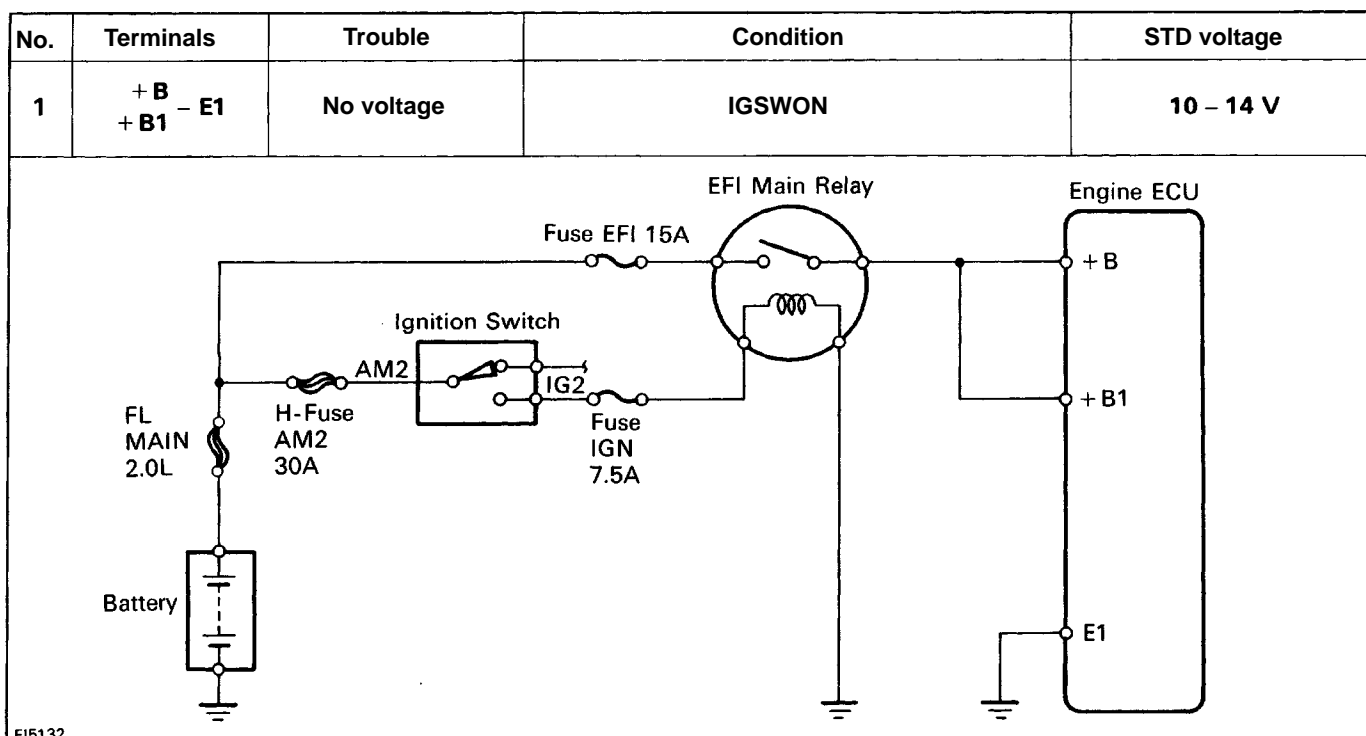 No. Terminals Trouble Condition STD voltage
1 +B +B1 – E1 No voltage IGSWON 10 – 14 V
EFI Main Relay
Engine ECU
Fuse EFI 15A
+ B
Ignition Switch
AM2
IG2
+ B1
FL
MAIN
2.0L
H-Fuse
AM2
30A
Fuse
IGN
7.5A
Battery
E1
FI5132